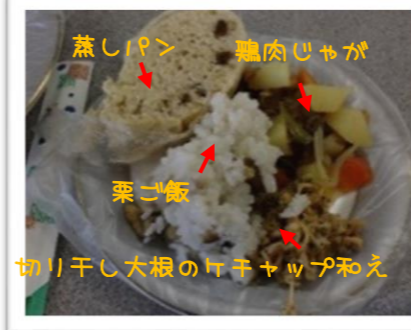 蒸しパン
鶏肉じゃが
栗ご飯
切り干し大根のケチャップ和え